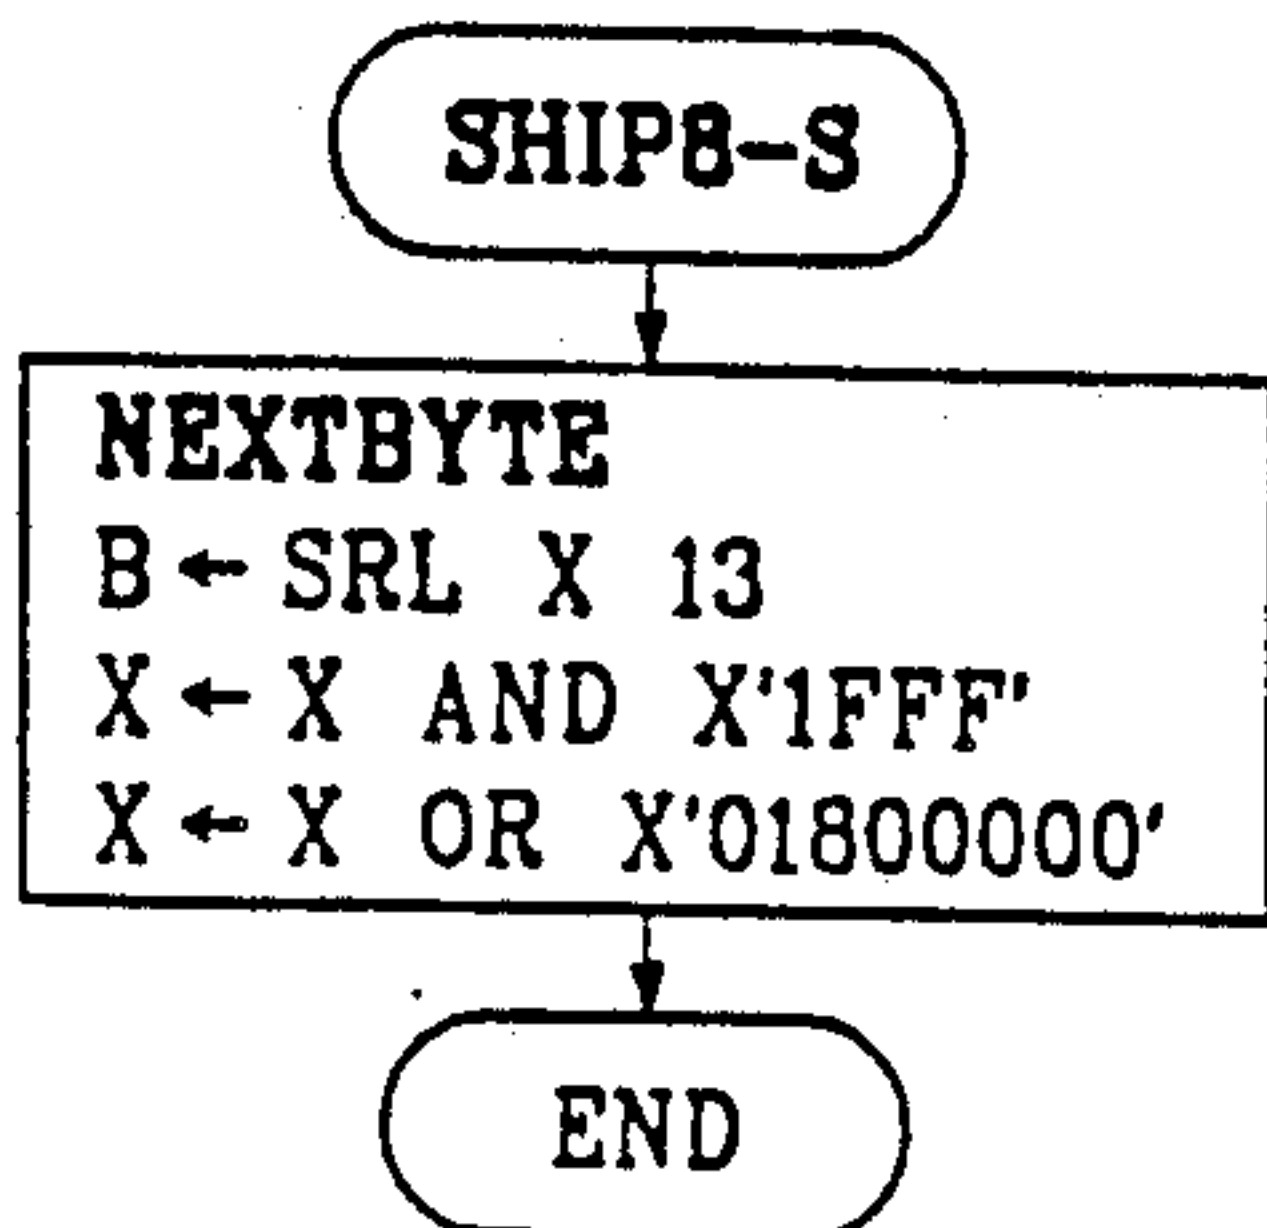 SHIP8-S
NEXTBYTE
B ← SRL X 13
X ← X AND X'1FFF'
X ← X OR X'01800000'
END